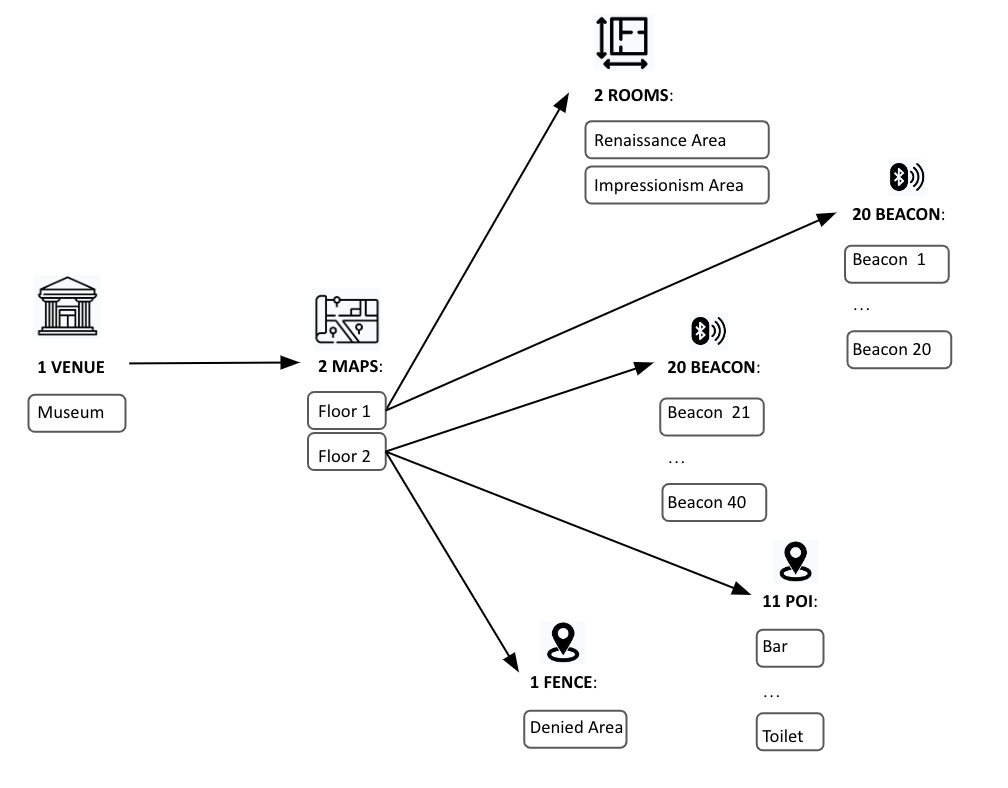 2 ROOMS:
Renaissance Area
Impressionism Area
20 BEACON:
Beacon 1
...
Beacon 20
1 VENUE
Museum
2 MAPS:
Floor 1
Floor 2
20 BEACON:
Beacon 21
...
Beacon 40
11 POI:
Bar
...
Toilet
1 FENCE:
Denied Area